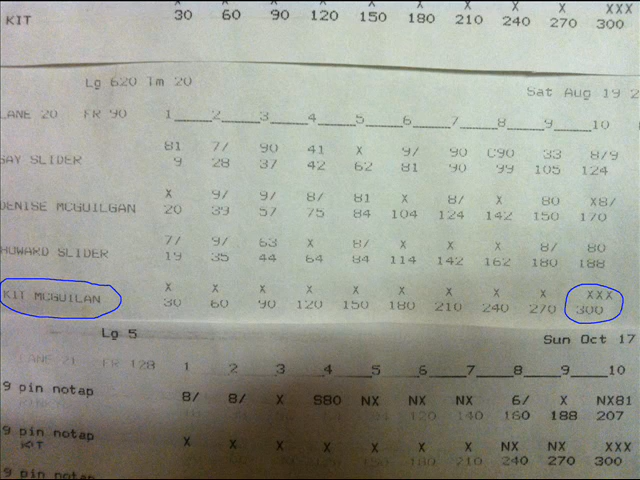 X X X X X X X X X XXX
KIT 30 60 90 120 150 180 210 240 270 300
Lg 620 Tm 20
Sat Aug 19 2
LANE 20 FR 90 1 2 3 4 5 6 7 8 9 10
81 7/ 90 41 X 9/ 90 C90 33 8/9
GAY SLIDER 9 28 37 42 62 81 90 99 105 124
X 9/ 9/ 8/ 81 X 8/ X 80 X8/
DENISE MCGUILGAN 20 39 57 75 84 104 124 142 150 170
7/ 9/ 63 X 8/ X X X 8/ 80
HOWARD SLIDER 19 35 44 64 84 114 142 162 180 188
X X X X X X X X X XXX
KIT MCGUILAN 30 60 90 120 150 180 210 240 270 300
Lg 5
Sun Oct 17
LANE 21 FR 128 1 2 3 4 5 6 7 8 9 10
9 pin notap 8/ 8/ X S80 NX NX NX 6/ X NX81
120 140 160 188 207
9 pin notap X X X X X X X NX NX XXX
KIT 90 150 180 210 240 270 300
9 pin notap